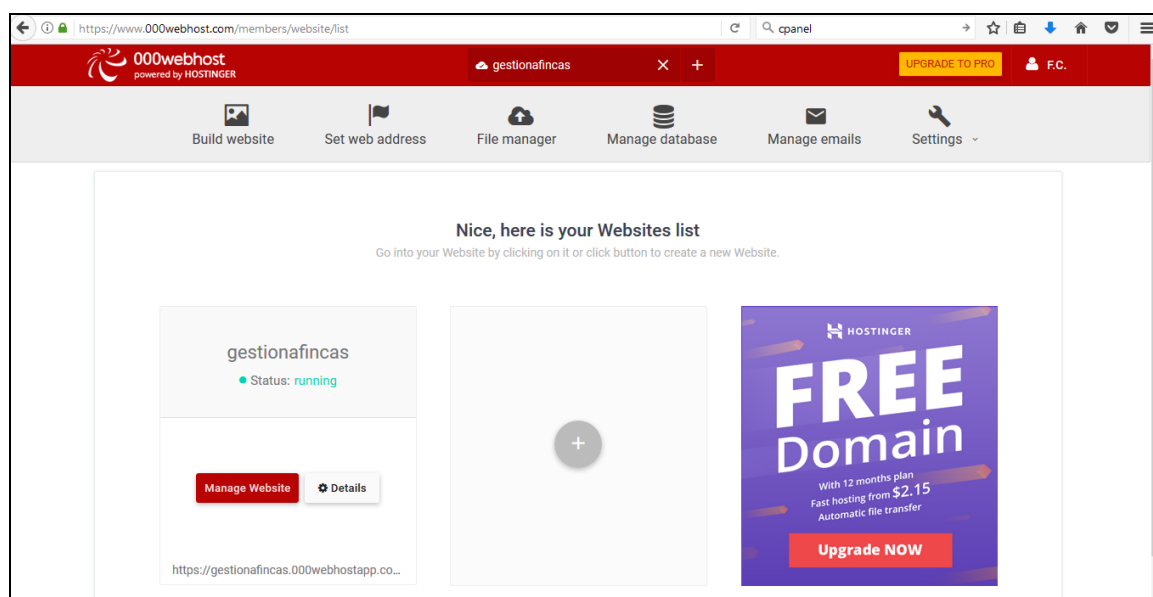 https://www.000webhost.com/members/website/list
cpanel
000webhost
powered by HOSTINGER
gestionafincas
UPGRADE TO PRO
F.C.
Build website
Set web address
File manager
Manage database
Manage emails
Settings
Nice, here is your Websites list
Go into your Website by clicking on it or click button to create a new Website.
gestionafincas
Status: running
Manage Website
Details
https://gestionafincas.000webhostapp.co...
HOSTINGER
FREE
Domain
With 12 months plan
Fast hosting from $2.15
Automatic file transfer
Upgrade NOW